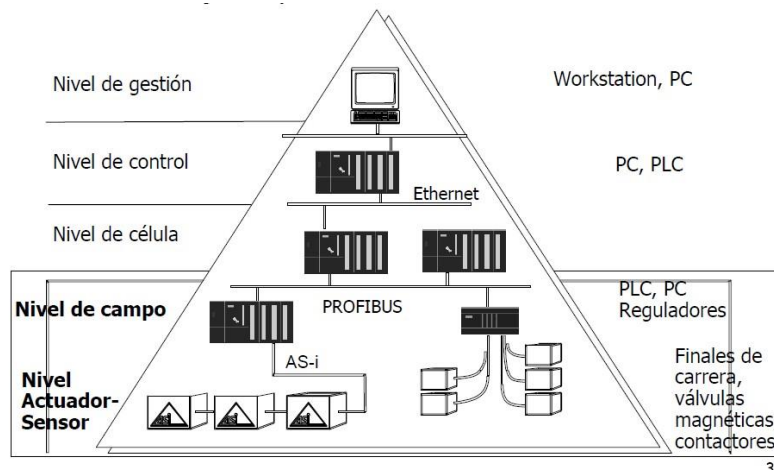 Nivel de gestión
Workstation, PC
Nivel de control
PC, PLC
Ethernet
Nivel de célula
Nivel de campo
PROFIBUS
PLC, PC
Reguladores
AS-i
Nivel
Actuador-
Sensor
Finales de
carrera,
válvulas
magnéticas
contactores
3